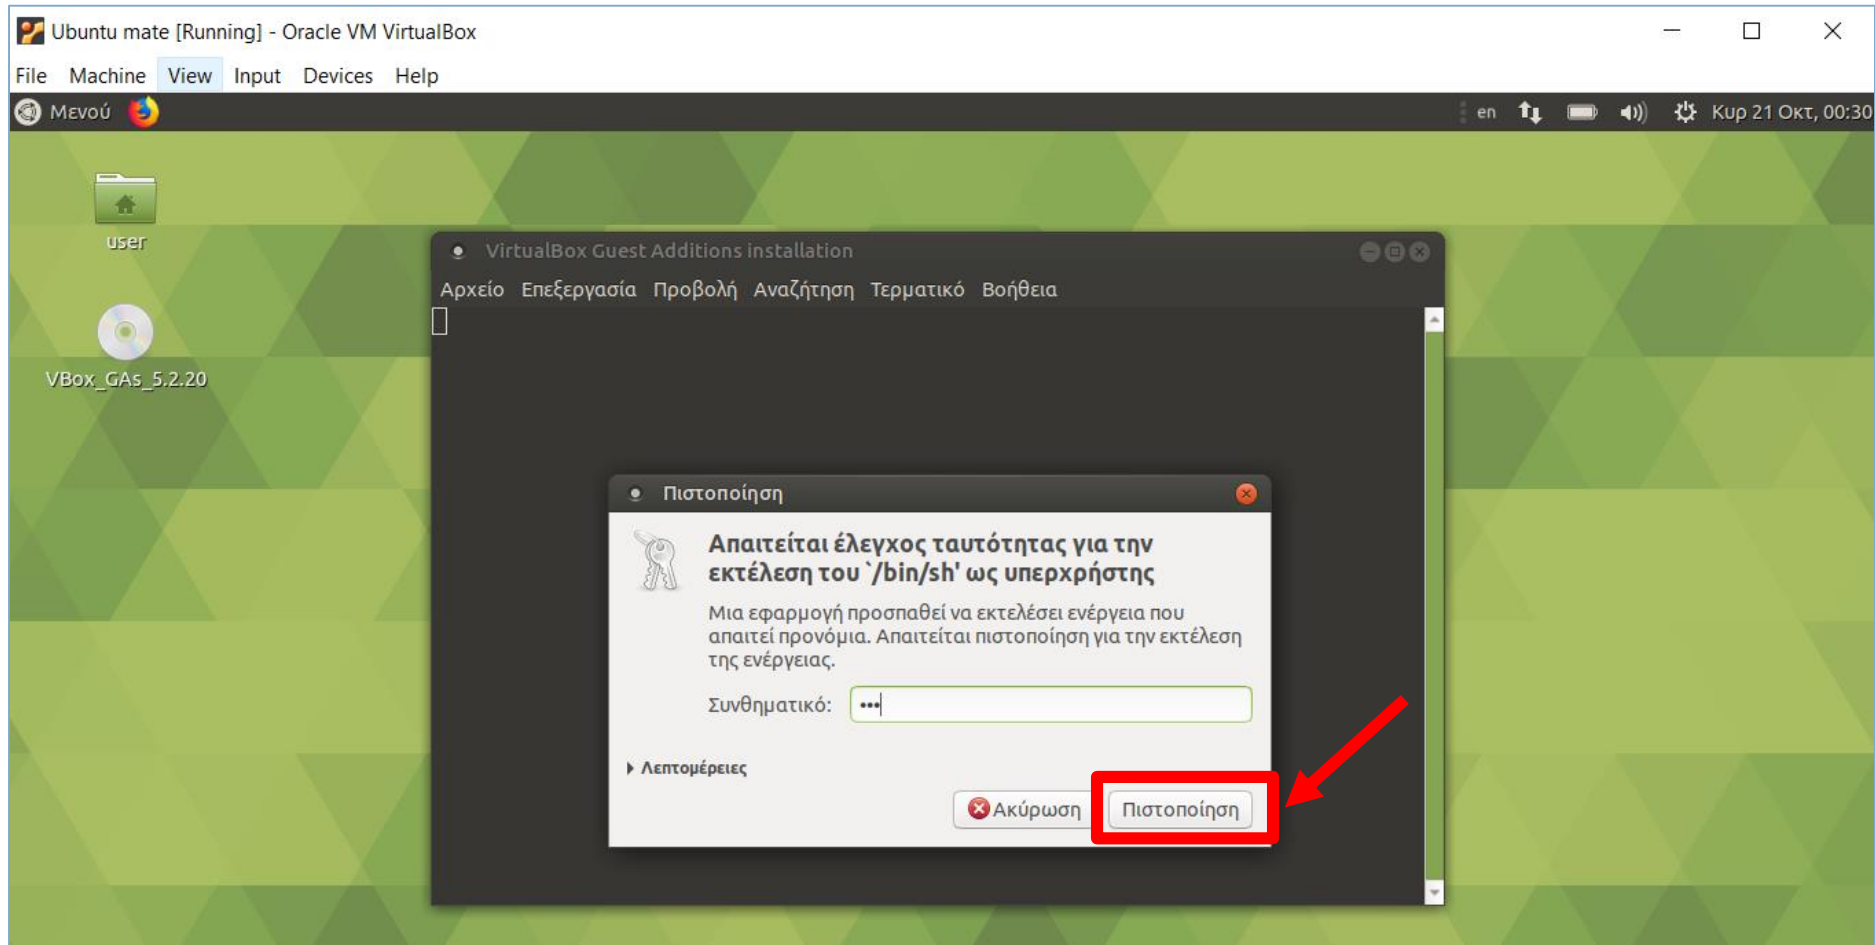 Ubuntu mate [Running] - Oracle VM VirtualBox
File Machine View Input Devices Help
Μενού en Κυρ 21 Οκτ, 00:30
user
VBox_GAs_5.2.20
VirtualBox Guest Additions installation
Αρχείο Επεξεργασία Προβολή Αναζήτηση Τερματικό Βοήθεια
Πιστοποίηση
Απαιτείται έλεγχος ταυτότητας για την
εκτέλεση του `/bin/sh' ως υπερχρήστης
Μια εφαρμογή προσπαθεί να εκτελέσει ενέργεια που
απαιτεί προνόμια. Απαιτείται πιστοποίηση για την εκτέλεση
της ενέργειας.
Συνθηματικό: •••
Λεπτομέρειες
Ακύρωση Πιστοποίηση